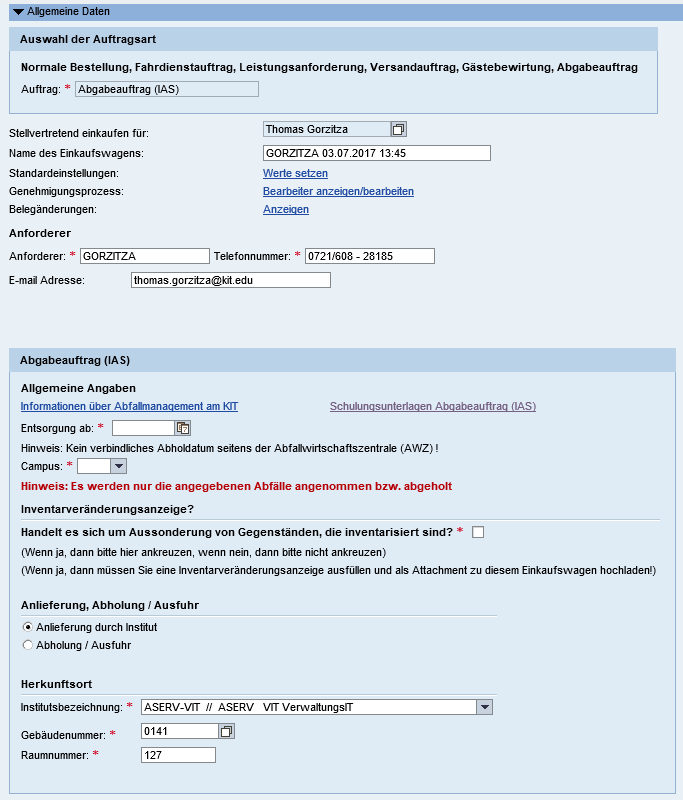 Allgemeine Daten
Auswahl der Auftragsart
Normale Bestellung, Fahrdienstauftrag, Leistungsanforderung, Versandauftrag, Gästebewirtung, Abgabeauftrag
Auftrag: * Abgabeauftrag (IAS)
Stellvertretend einkaufen für: Thomas Gorzitza
Name des Einkaufswagens: GORZITZA 03.07.2017 13:45
Standardeinstellungen: Werte setzen
Genehmigungsprozess: Bearbeiter anzeigen/bearbeiten
Belegänderungen: Anzeigen
Anforderer
Anforderer: * GORZITZA Telefonnummer: * 0721/608 - 28185
E-mail Adresse: thomas.gorzitza@kit.edu
Abgabeauftrag (IAS)
Allgemeine Angaben
Informationen über Abfallmanagement am KIT Schulungsunterlagen Abgabeauftrag (IAS)
Entsorgung ab: *
Hinweis: Kein verbindliches Abholdatum seitens der Abfallwirtschaftszentrale (AWZ) !
Campus: *
Hinweis: Es werden nur die angegebenen Abfälle angenommen bzw. abgeholt
Inventarveränderungsanzeige?
Handelt es sich um Aussonderung von Gegenständen, die inventarisiert sind? *
(Wenn ja, dann bitte hier ankreuzen, wenn nein, dann bitte nicht ankreuzen)
(Wenn ja, dann müssen Sie eine Inventarveränderungsanzeige ausfüllen und als Attachment zu diesem Einkaufswagen hochladen!)
Anlieferung, Abholung / Ausfuhr
Anlieferung durch Institut
Abholung / Ausfuhr
Herkunftsort
Institutsbezeichnung: * ASERV-VIT // ASERV VIT VerwaltungsIT
Gebäudenummer: * 0141
Raumnummer: * 127